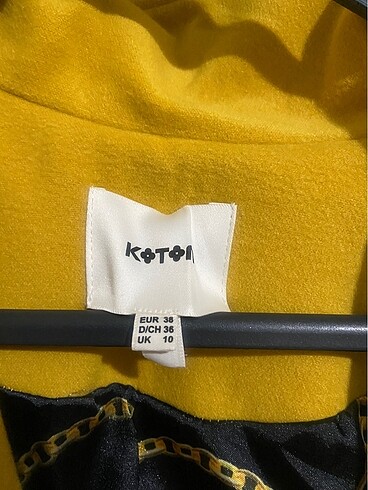 KOTON
EUR 38
D/CH 36
UK 10